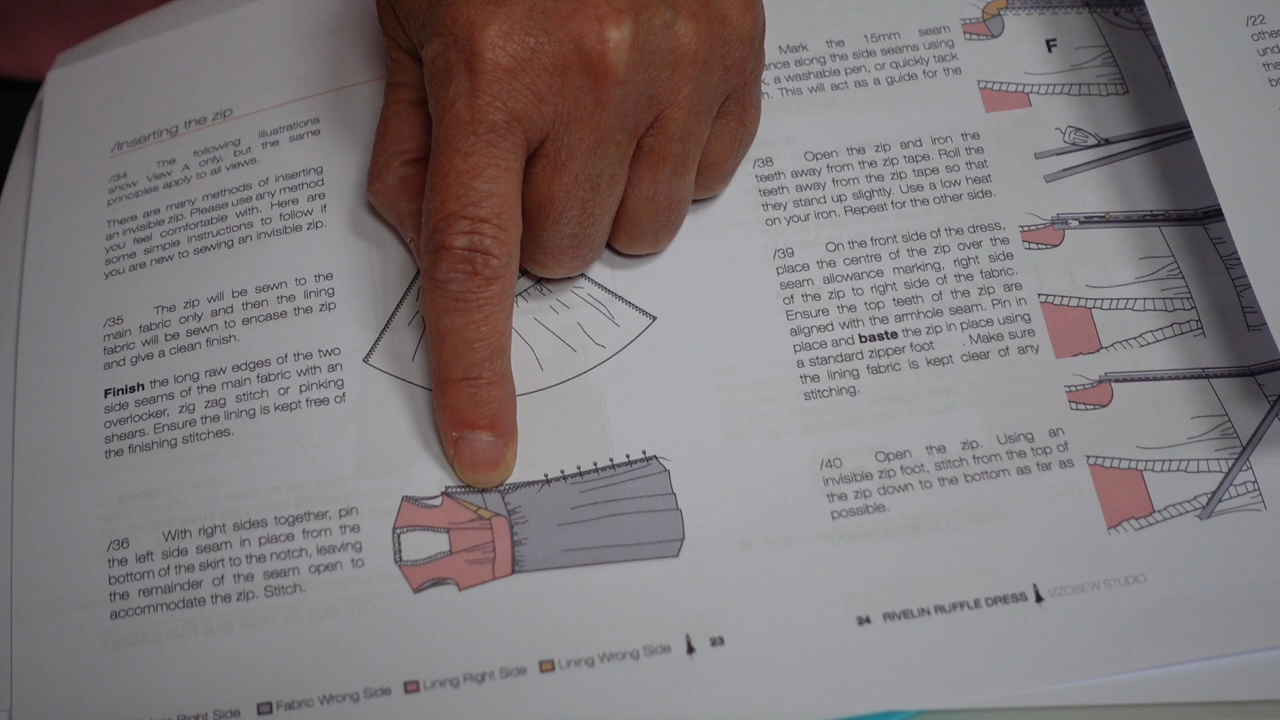 /Inserting the zip
/34 The following illustrations
show View A only, but the same
principles apply to all views.
There are many methods of inserting
an invisible zip. Please use any method
you feel comfortable with. Here are
some simple instructions to follow if
you are new to sewing an invisible zip.
/35 The zip will be sewn to the
main fabric only and then the lining
fabric will be sewn to encase the zip
and give a clean finish.
Finish the long raw edges of the two
side seams of the main fabric with an
overlocker, zig zag stitch or pinking
shears. Ensure the lining is kept free of
the finishing stitches.
/36 With right sides together, pin
the left side seam in place from the
bottom of the skirt to the notch, leaving
the remainder of the seam open to
accommodate the zip. Stitch.
Right Side
Fabric Wrong Side
Lining Right Side
Lining Wrong Side
23
Mark the 15mm seam
along the side seams using
a washable pen, or quickly tack
This will act as a guide for the
F
/38 Open the zip and iron the
teeth away from the zip tape. Roll the
teeth away from the zip tape so that
they stand up slightly. Use a low heat
on your iron. Repeat for the other side.
/39 On the front side of the dress,
place the centre of the zip over the
seam allowance marking, right side
of the zip to right side of the fabric.
Ensure the top teeth of the zip are
aligned with the armhole seam. Pin in
place and baste the zip in place using
a standard zipper foot . Make sure
the lining fabric is kept clear of any
stitching.
/40 Open the zip. Using an
invisible zip foot, stitch from the top of
the zip down to the bottom as far as
possible.
24 RIVELIN RUFFLE DRESS IZZOSEW STUDIO
/22